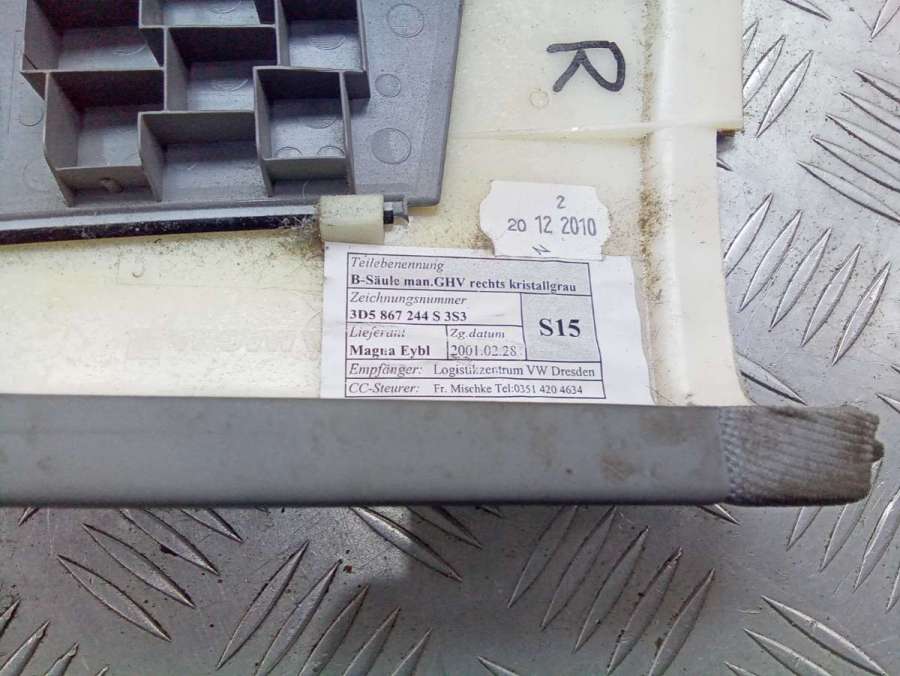 R
2
20 12 2010
N
Teilebenennung
B-Säule man.GHV rechts kristallgrau
Zeichnungsnummer
3D5 867 244 S 3S3
S15
Lieferant
Zg.datum
Magna Eybl
2001.02.28
Empfänger: Logistikzentrum VW Dresden
CC-Steurer: Fr. Mischke Tel:0351 420 4634